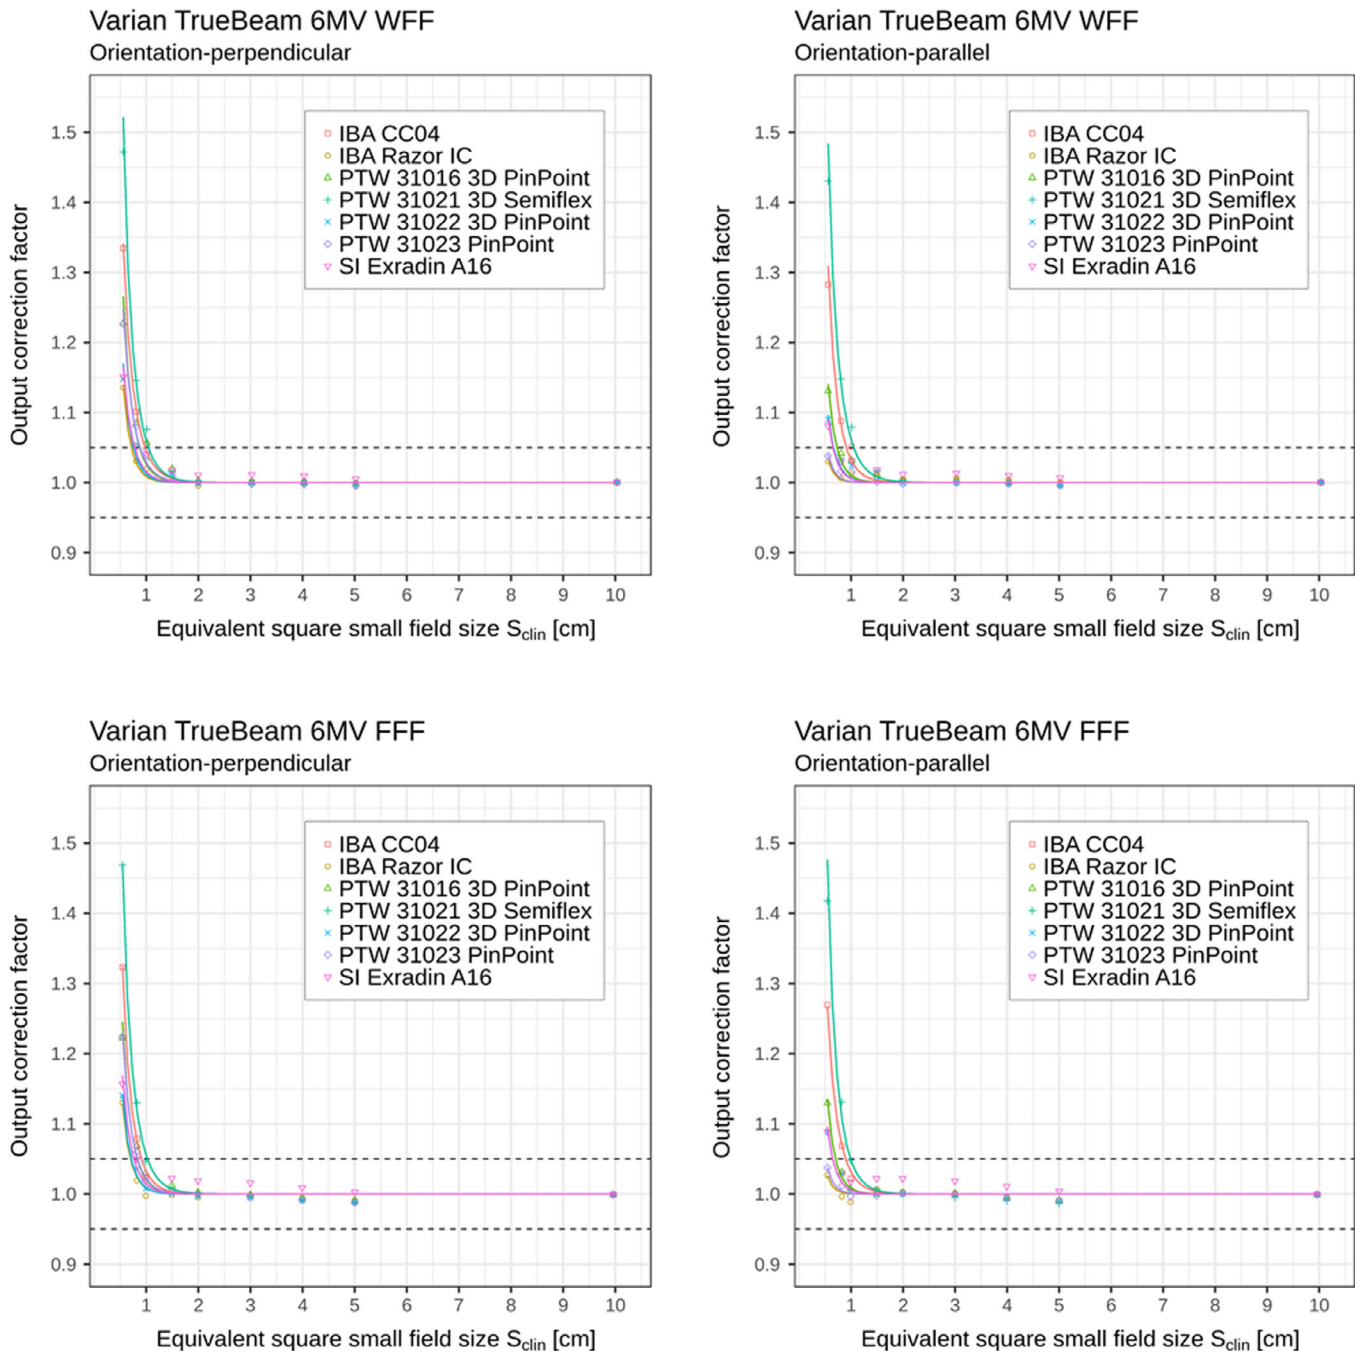 Varian TrueBeam 6MV WFF
Orientation-perpendicular
Output correction factor
1.5
1.4
1.3
1.2
1.1
1.0
0.9
IBA CC04
IBA Razor IC
PTW 31016 3D PinPoint
PTW 31021 3D Semiflex
PTW 31022 3D PinPoint
PTW 31023 PinPoint
SI Exradin A16
1 2 3 4 5 6 7 8 9 10
Equivalent square small field size Sclin [cm]
Varian TrueBeam 6MV WFF
Orientation-parallel
Output correction factor
1.5
1.4
1.3
1.2
1.1
1.0
0.9
IBA CC04
IBA Razor IC
PTW 31016 3D PinPoint
PTW 31021 3D Semiflex
PTW 31022 3D PinPoint
PTW 31023 PinPoint
SI Exradin A16
1 2 3 4 5 6 7 8 9 10
Equivalent square small field size Sclin [cm]
Varian TrueBeam 6MV FFF
Orientation-perpendicular
Output correction factor
1.5
1.4
1.3
1.2
1.1
1.0
0.9
IBA CC04
IBA Razor IC
PTW 31016 3D PinPoint
PTW 31021 3D Semiflex
PTW 31022 3D PinPoint
PTW 31023 PinPoint
SI Exradin A16
1 2 3 4 5 6 7 8 9 10
Equivalent square small field size Sclin [cm]
Varian TrueBeam 6MV FFF
Orientation-parallel
Output correction factor
1.5
1.4
1.3
1.2
1.1
1.0
0.9
IBA CC04
IBA Razor IC
PTW 31016 3D PinPoint
PTW 31021 3D Semiflex
PTW 31022 3D PinPoint
PTW 31023 PinPoint
SI Exradin A16
1 2 3 4 5 6 7 8 9 10
Equivalent square small field size Sclin [cm]